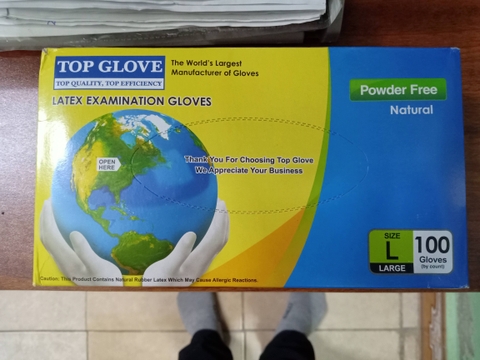 TOP GLOVE
TOP QUALITY, TOP EFFICIENCY
The World's Largest
Manufacturer of Gloves
LATEX EXAMINATION GLOVES
Powder Free
Natural
OPEN
HERE
Thank You For Choosing Top Glove
We Appreciate Your Business
SIZE
L
LARGE
100
Gloves
(by count)
Caution: This Product Contains Natural Rubber Latex Which May Cause Allergic Reactions.